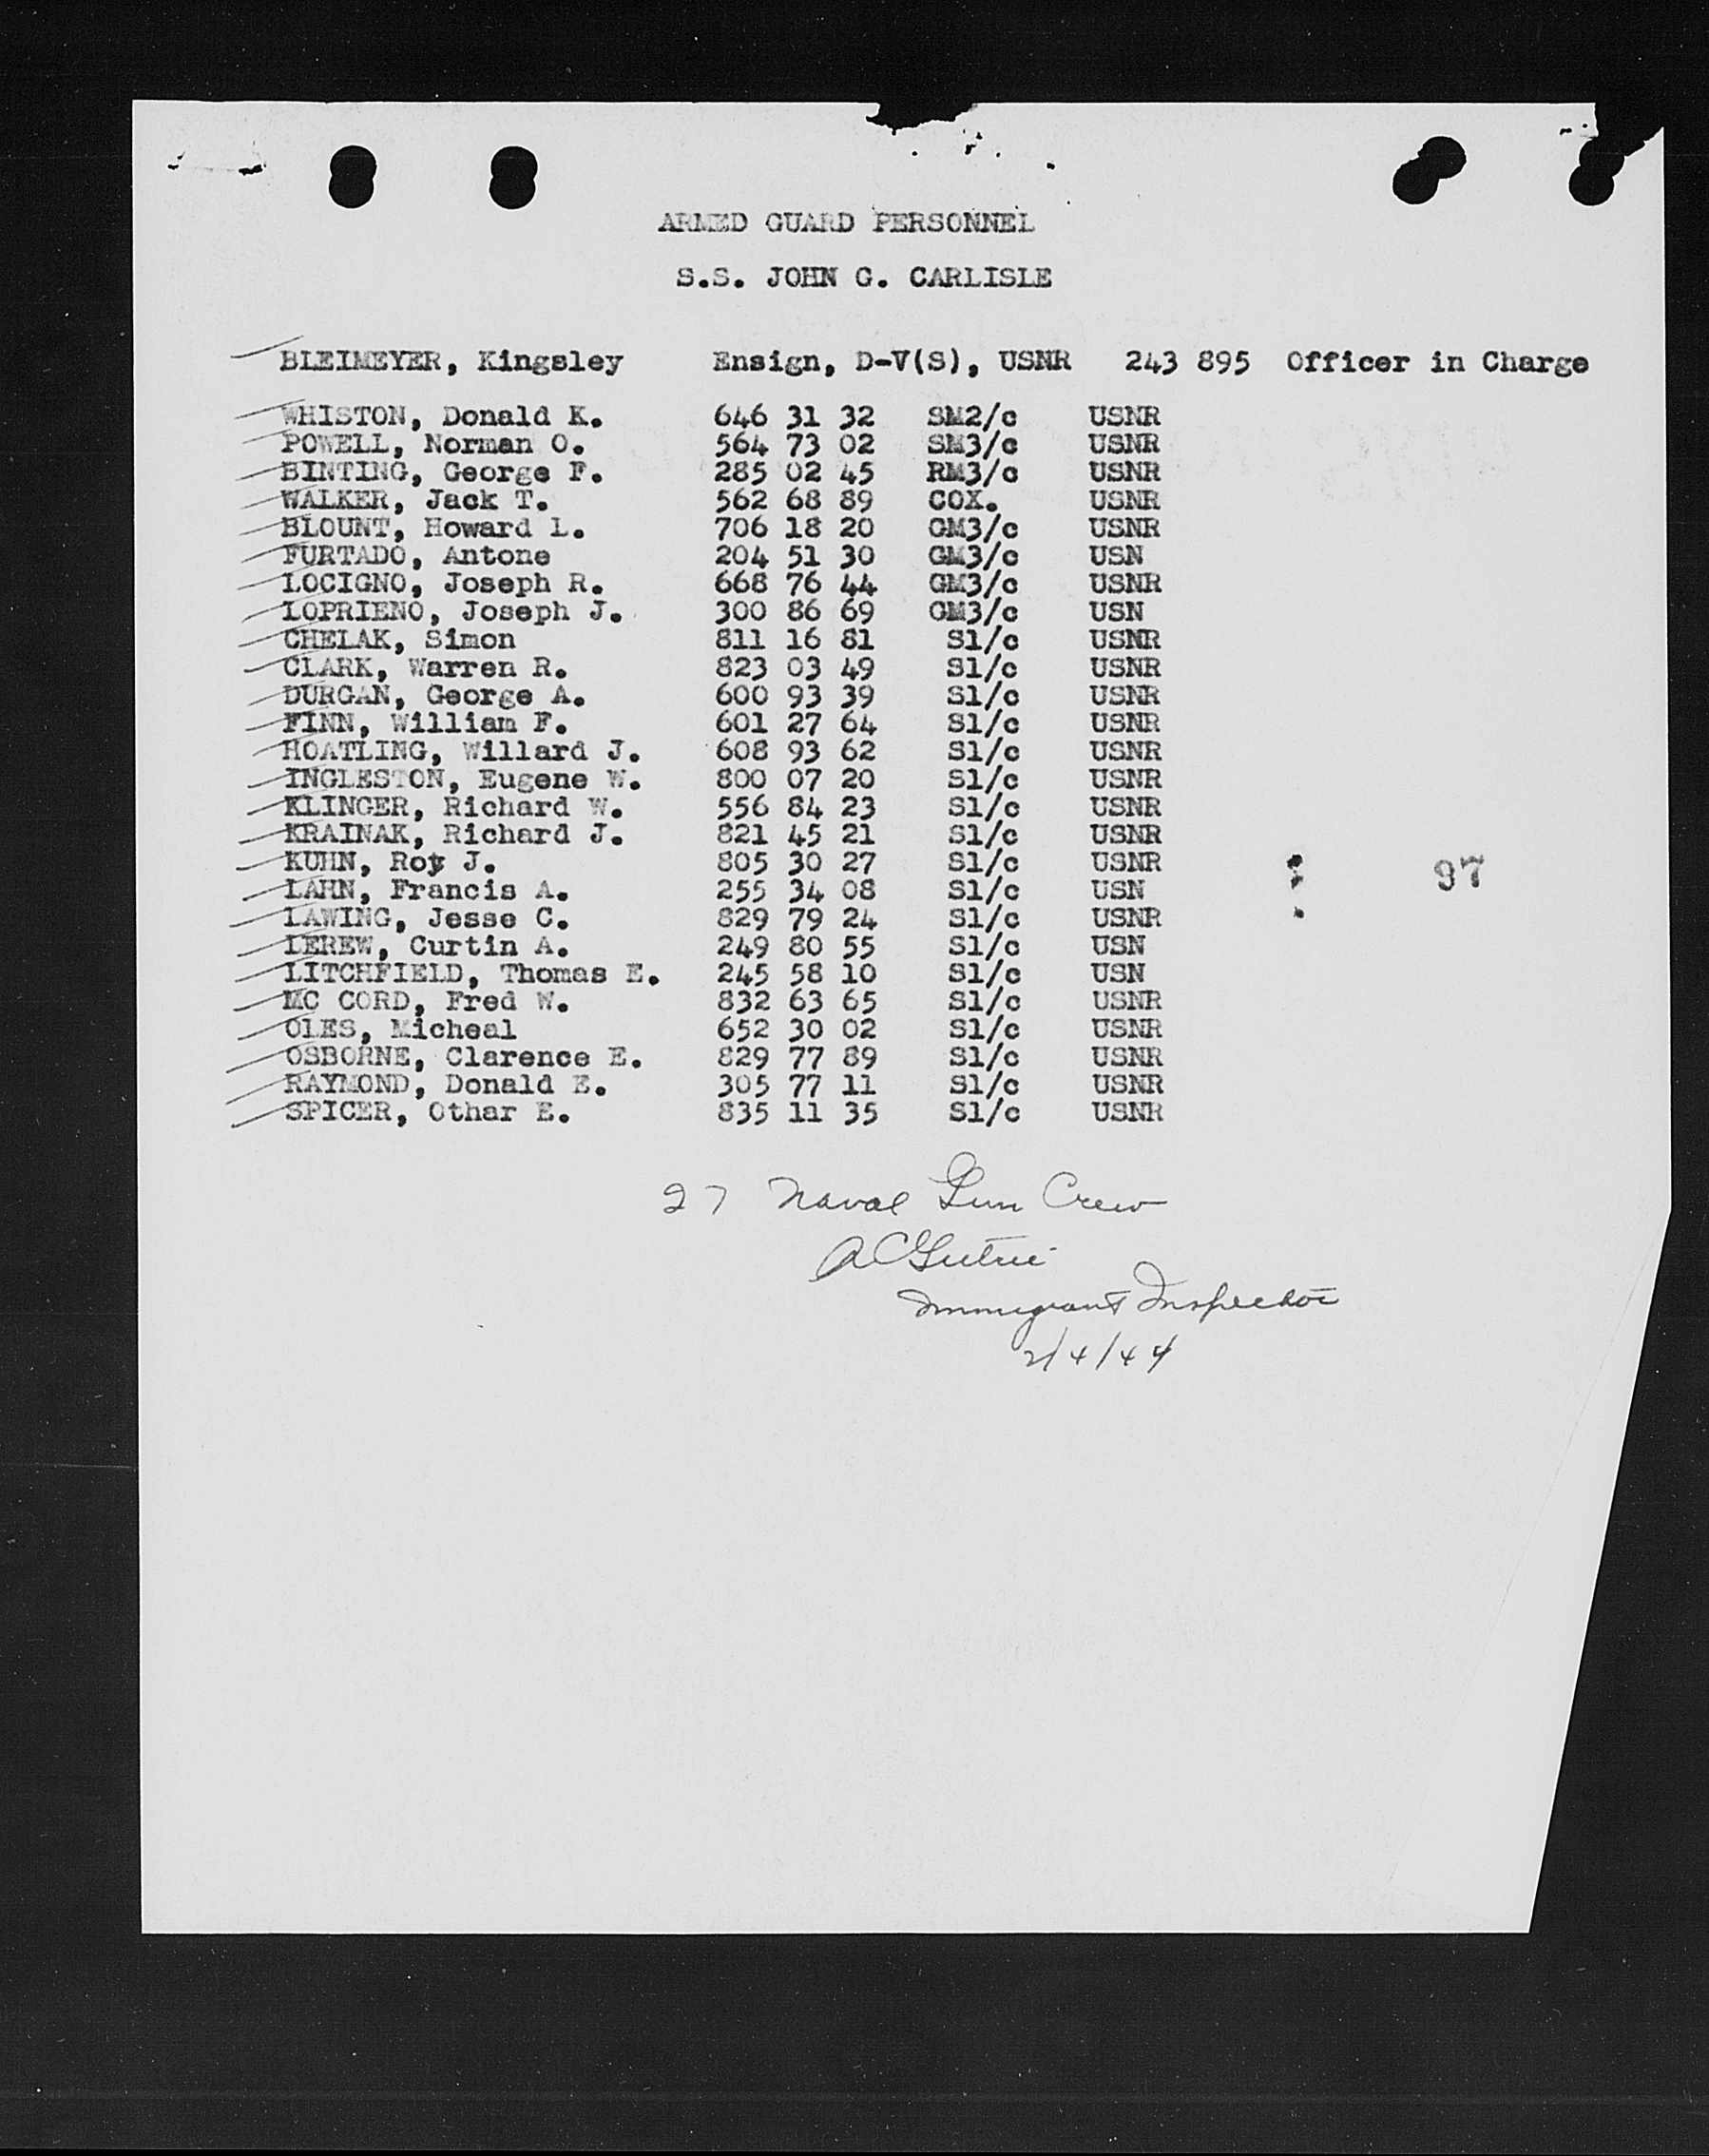 ARMED GUARD PERSONNEL
S.S. JOHN G. CARLISLE
BLEIMEYER, Kingsley Ensign, D-V(S), USNR 243 895 Officer in Charge
WHISTON, Donald K. 646 31 32 SM2/c USNR
POWELL, Norman O. 564 73 02 SM3/c USNR
BINTING, George F. 285 02 45 RM3/c USNR
WALKER, Jack T. 562 68 89 COX. USNR
BLOUNT, Howard L. 706 18 20 GM3/c USNR
FURTADO, Antone 204 51 30 GM3/c USN
LOCIGNO, Joseph R. 668 76 44 GM3/c USNR
LOPRIENO, Joseph J. 300 86 69 GM3/c USN
CHELAK, Simon 811 16 81 S1/c USNR
CLARK, Warren R. 823 03 49 S1/c USNR
DURGAN, George A. 600 93 39 S1/c USNR
FINN, William F. 601 27 64 S1/c USNR
HOATLING, Willard J. 608 93 62 S1/c USNR
INGLESTON, Eugene W. 800 07 20 S1/c USNR
KLINGER, Richard W. 556 84 23 S1/c USNR
KRAINAK, Richard J. 821 45 21 S1/c USNR
KUHN, Roy J. 805 30 27 S1/c USNR 97
LAHN, Francis A. 255 34 08 S1/c USN
LAWING, Jesse C. 829 79 24 S1/c USNR
LEREW, Curtin A. 249 80 55 S1/c USN
LITCHFIELD, Thomas E. 245 58 10 S1/c USN
MC CORD, Fred W. 832 63 65 S1/c USNR
OLES, Micheal 652 30 02 S1/c USNR
OSBORNE, Clarence E. 829 77 89 S1/c USNR
RAYMOND, Donald E. 305 77 11 S1/c USNR
SPICER, Othar E. 835 11 35 S1/c USNR
27 Naval Gun Crew
Immigrant Inspector
2/4/44